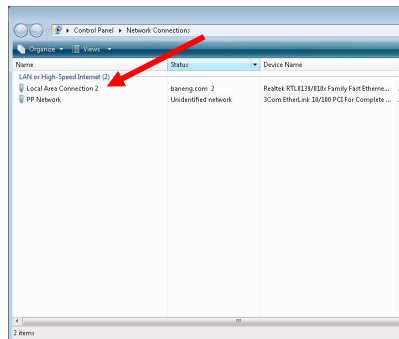 Control Panel ▸ Network Connections
Organize Views
Name Status Device Name
LAN or High-Speed Internet (2)
Local Area Connection 2 baneng.com 2 Realtek RTL8139/810x Family Fast Etherne...
PP Network Unidentified network 3Com EtherLink 10/100 PCI For Complete ...
2 items